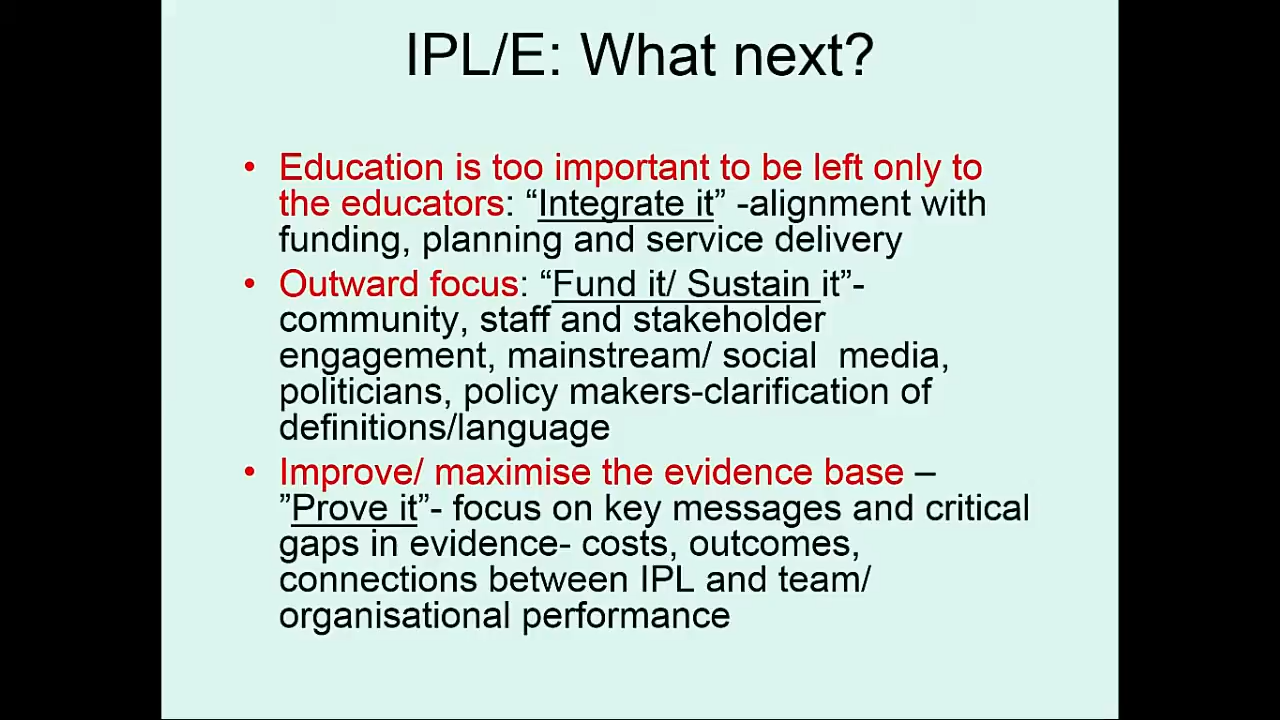 IPL/E: What next?
• Education is too important to be left only to
the educators: “Integrate it” -alignment with
funding, planning and service delivery
• Outward focus: “Fund it/ Sustain it”-
community, staff and stakeholder
engagement, mainstream/ social  media,
politicians, policy makers-clarification of
definitions/language
• Improve/ maximise the evidence base –
”Prove it”- focus on key messages and critical
gaps in evidence- costs, outcomes,
connections between IPL and team/
organisational performance